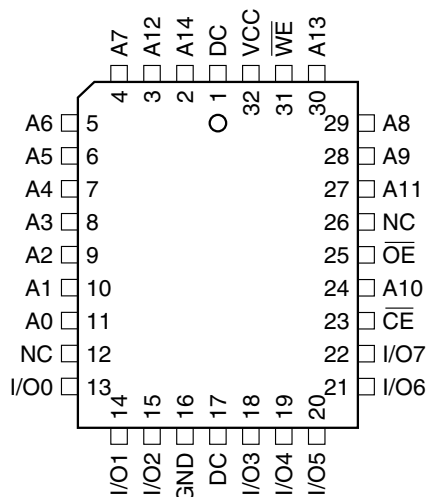 A7 A12 A14 DC VCC W̅E̅ A13
4 3 2 1 32 31 30
A6 5 29 A8
A5 6 28 A9
A4 7 27 A11
A3 8 26 NC
A2 9 25 O̅E̅
A1 10 24 A10
A0 11 23 C̅E̅
NC 12 22 I/O7
I/O0 13 21 I/O6
14 15 16 17 18 19 20
I/O1 I/O2 GND DC I/O3 I/O4 I/O5